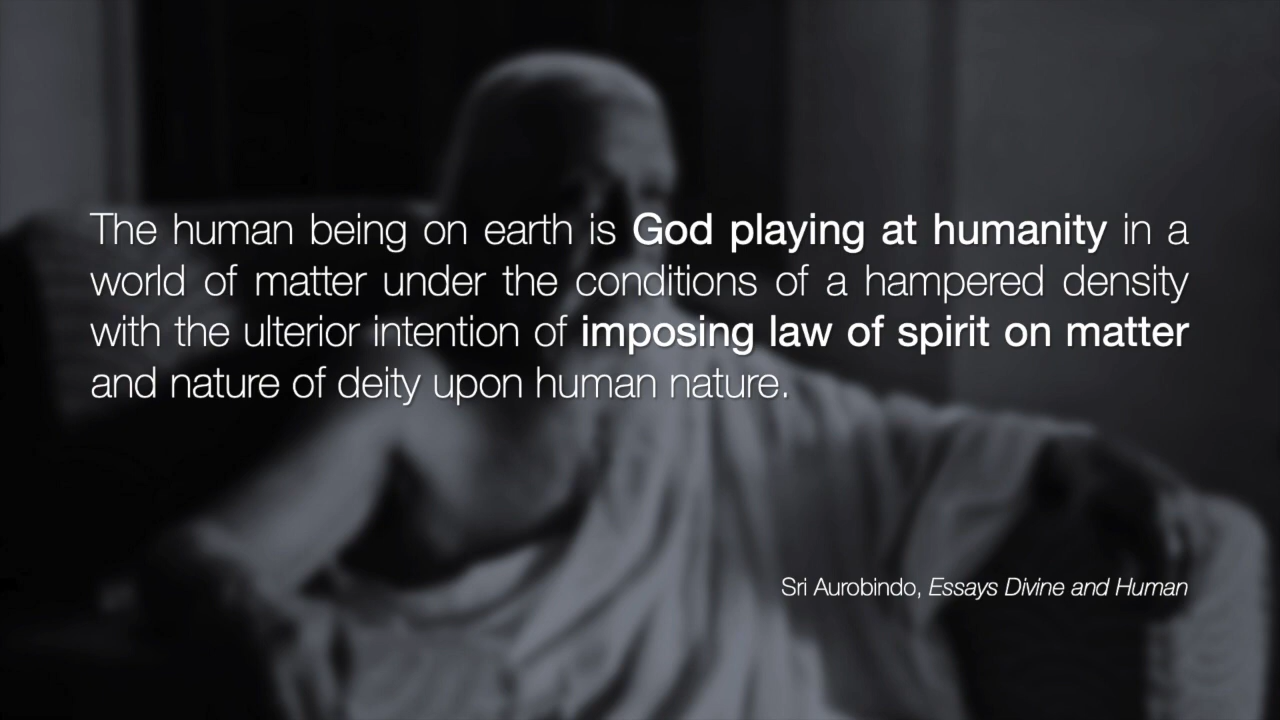 The human being on earth is God playing at humanity in a
world of matter under the conditions of a hampered density
with the ulterior intention of imposing law of spirit on matter
and nature of deity upon human nature.
Sri Aurobindo, Essays Divine and Human